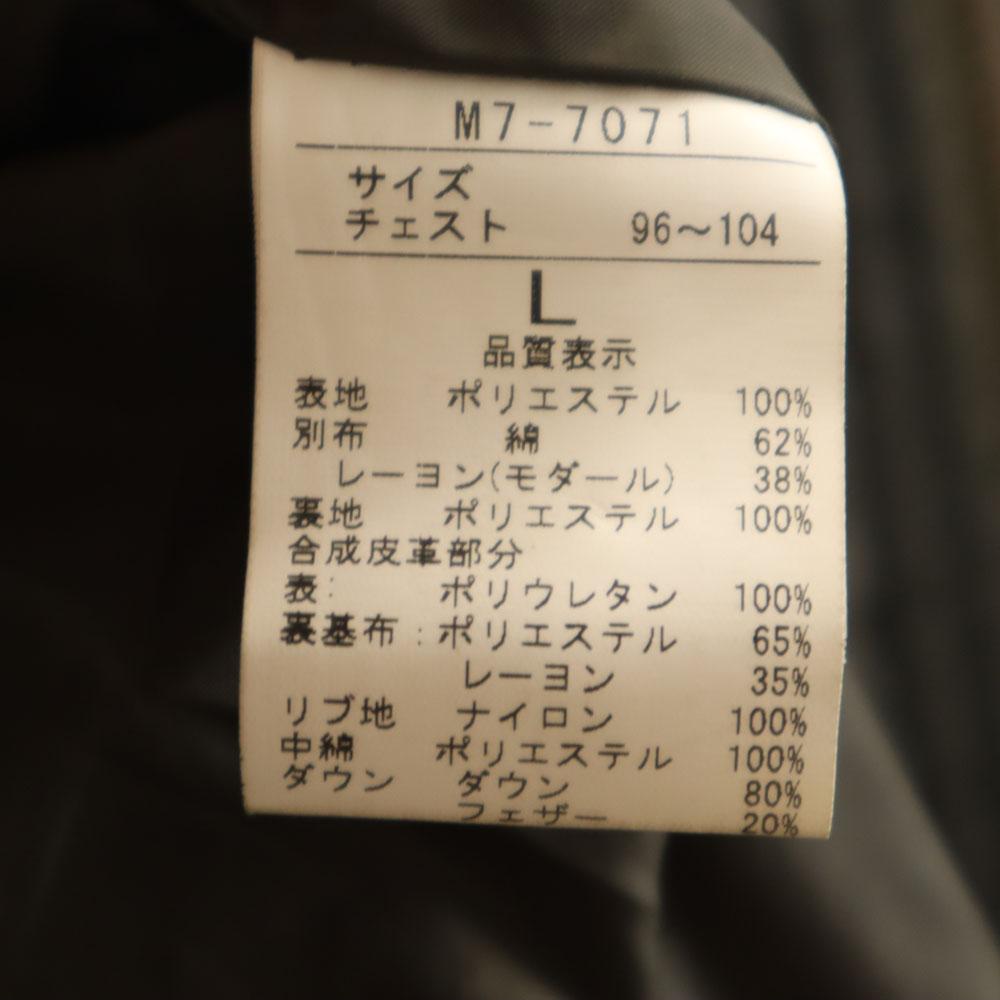 M7-7071
サイズ
チェスト 96〜104
L
品質表示
表地 ポリエステル 100%
別布 綿 62%
レーヨン(モダール) 38%
裏地 ポリエステル 100%
合成皮革部分
表: ポリウレタン 100%
裏基布:ポリエステル 65%
レーヨン 35%
リブ地 ナイロン 100%
中綿 ポリエステル 100%
ダウン ダウン 80%
フェザー 20%